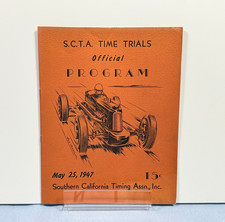 S.C.T.A. TIME TRIALS
Official
PROGRAM
May 25, 1947
15¢
Southern California Timing Assn., Inc.